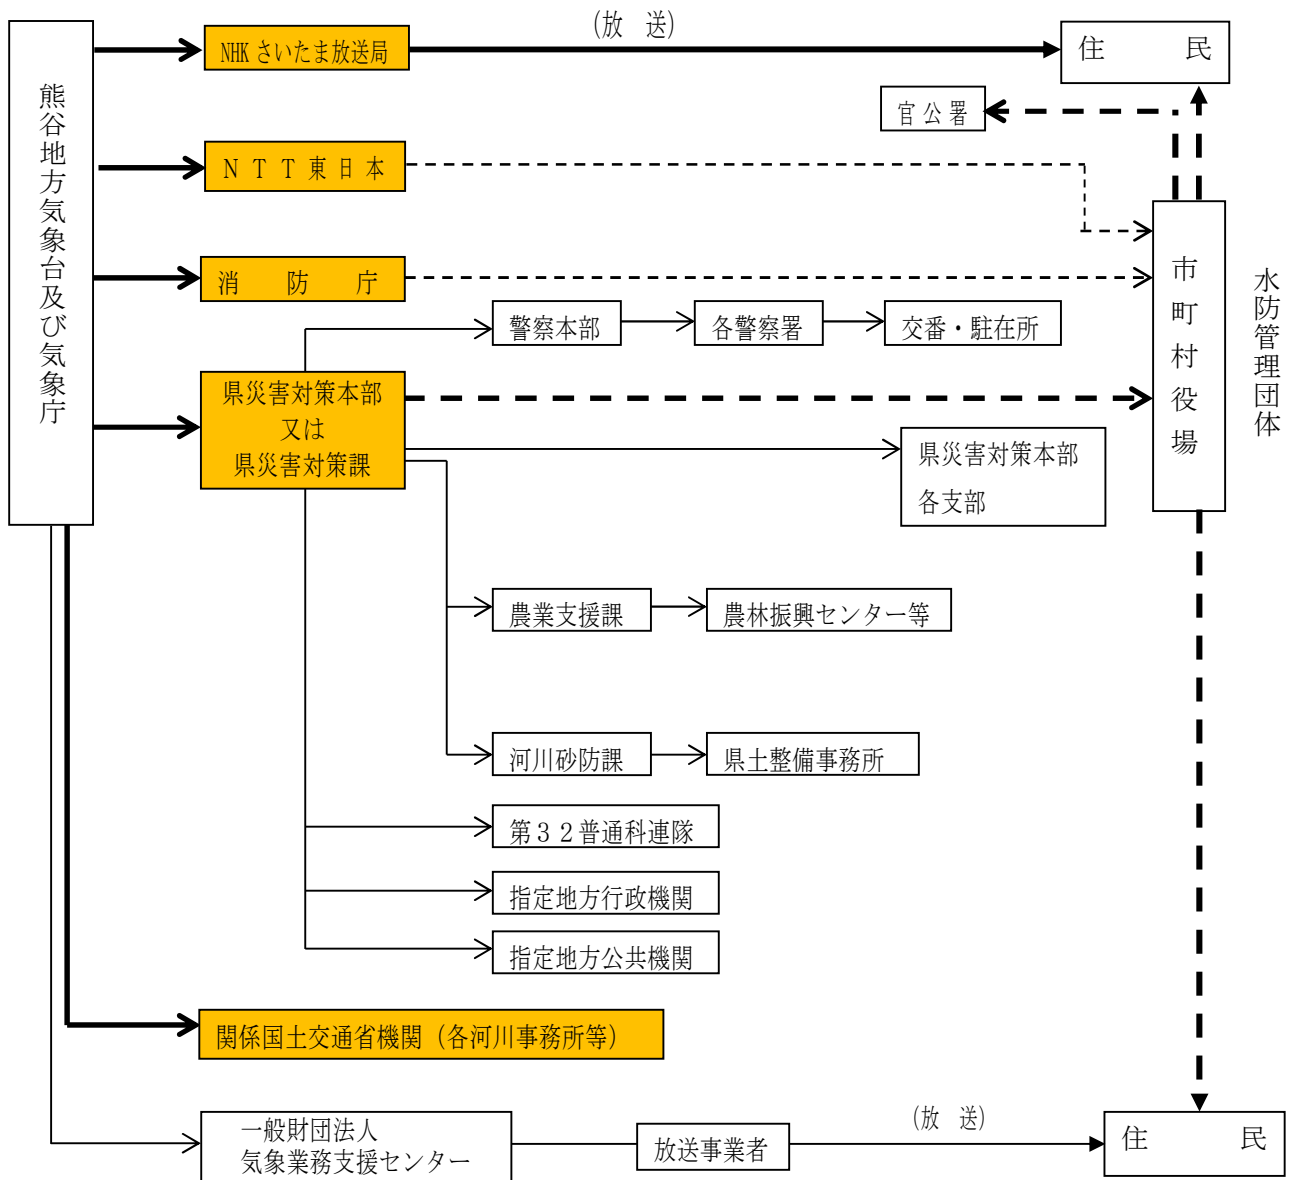 (放　送)
NHK さいたま放送局
住　　　民
官 公 署
熊谷地方気象台及び気象庁
ＮＴＴ東日本
消　防　庁
市町村役場
水防管理団体
警察本部
各警察署
交番・駐在所
県災害対策本部
又は
県災害対策課
県災害対策本部
各支部
農業支援課
農林振興センター等
河川砂防課
県土整備事務所
第３２普通科連隊
指定地方行政機関
指定地方公共機関
関係国土交通省機関（各河川事務所等）
一般財団法人
気象業務支援センター
放送事業者
(放　送)
住　　　民